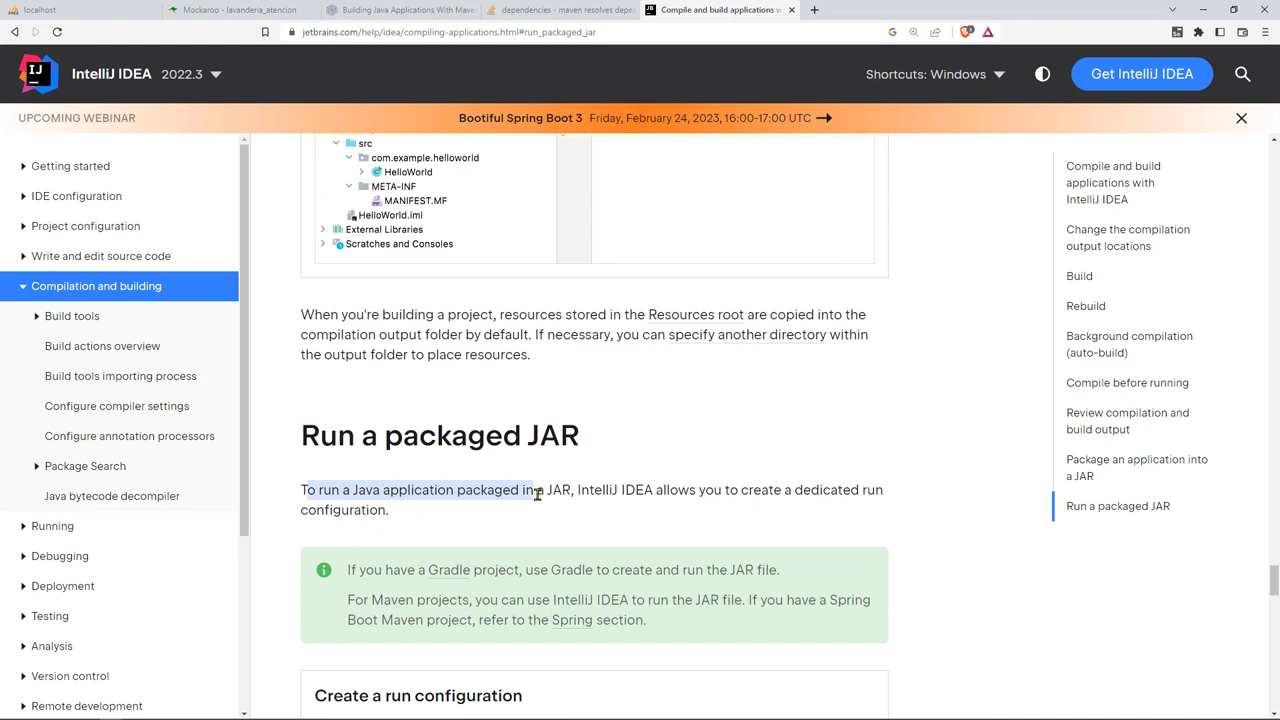 localhost
Mockaroo - lavanderia_atencion
Building Java Applications With Maven
dependencies - maven resolves depe
Compile and build applications w
jetbrains.com/help/idea/compiling-applications.html#run_packaged_jar
IntelliJ IDEA 2022.3
Shortcuts: Windows
Get IntelliJ IDEA
UPCOMING WEBINAR
Bootiful Spring Boot 3 Friday, February 24, 2023, 16:00-17:00 UTC
Getting started
IDE configuration
Project configuration
Write and edit source code
Compilation and building
Build tools
Build actions overview
Build tools importing process
Configure compiler settings
Configure annotation processors
Package Search
Java bytecode decompiler
Running
Debugging
Deployment
Testing
Analysis
Version control
Remote development
src
com.example.helloworld
HelloWorld
META-INF
MANIFEST.MF
HelloWorld.iml
External Libraries
Scratches and Consoles
When you're building a project, resources stored in the Resources root are copied into the
compilation output folder by default. If necessary, you can specify another directory within
the output folder to place resources.
Run a packaged JAR
To run a Java application packaged in a JAR, IntelliJ IDEA allows you to create a dedicated run
configuration.
If you have a Gradle project, use Gradle to create and run the JAR file.
For Maven projects, you can use IntelliJ IDEA to run the JAR file. If you have a Spring
Boot Maven project, refer to the Spring section.
Create a run configuration
Compile and build
applications with
IntelliJ IDEA
Change the compilation
output locations
Build
Rebuild
Background compilation
(auto-build)
Compile before running
Review compilation and
build output
Package an application into
a JAR
Run a packaged JAR